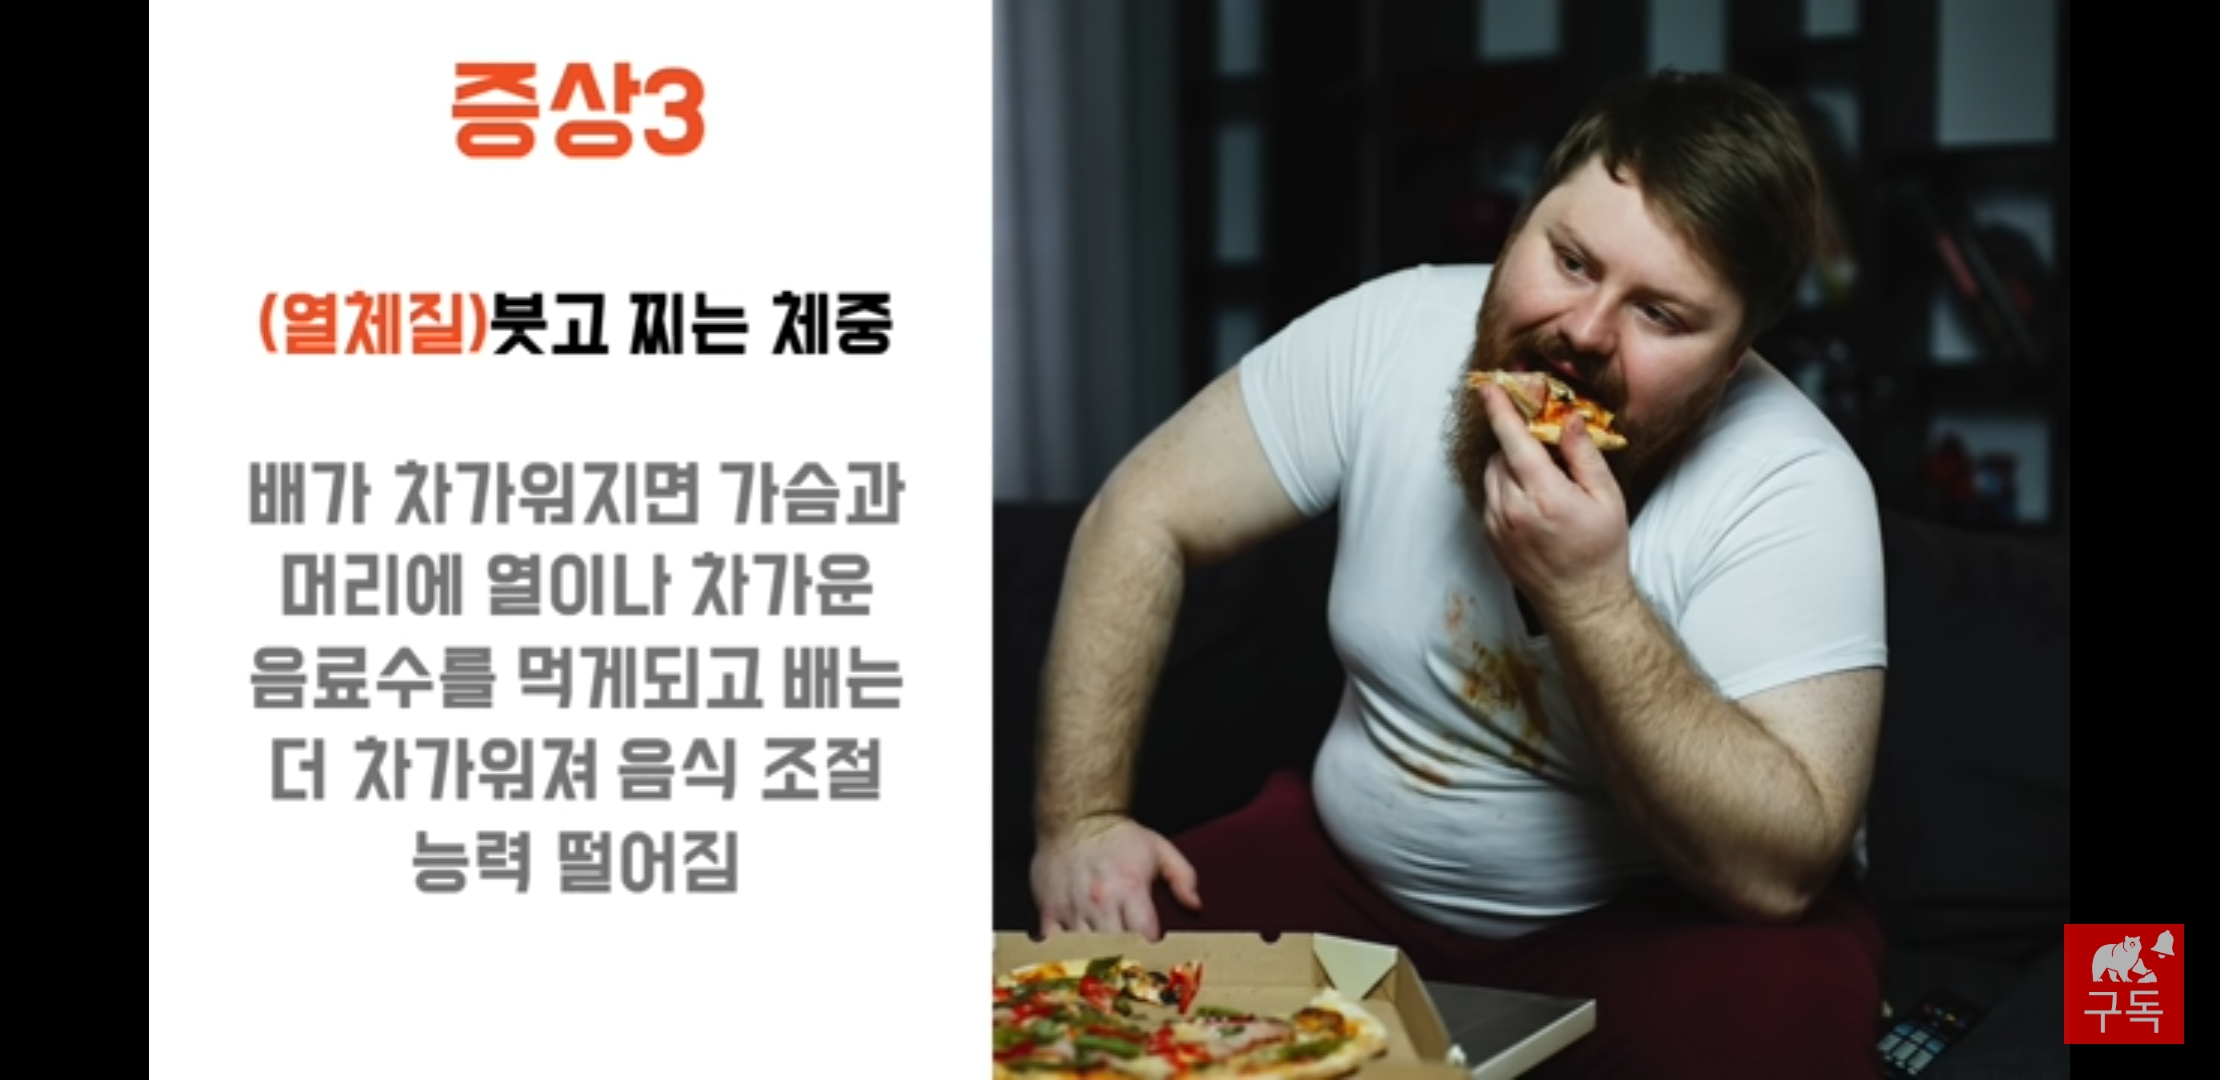 증상3
(열체질)붓고 찌는 체중
배가 차가워지면 가슴과
머리에 열이나 차가운
음료수를 먹게되고 배는
더 차가워져 음식 조절
능력 떨어짐
구독